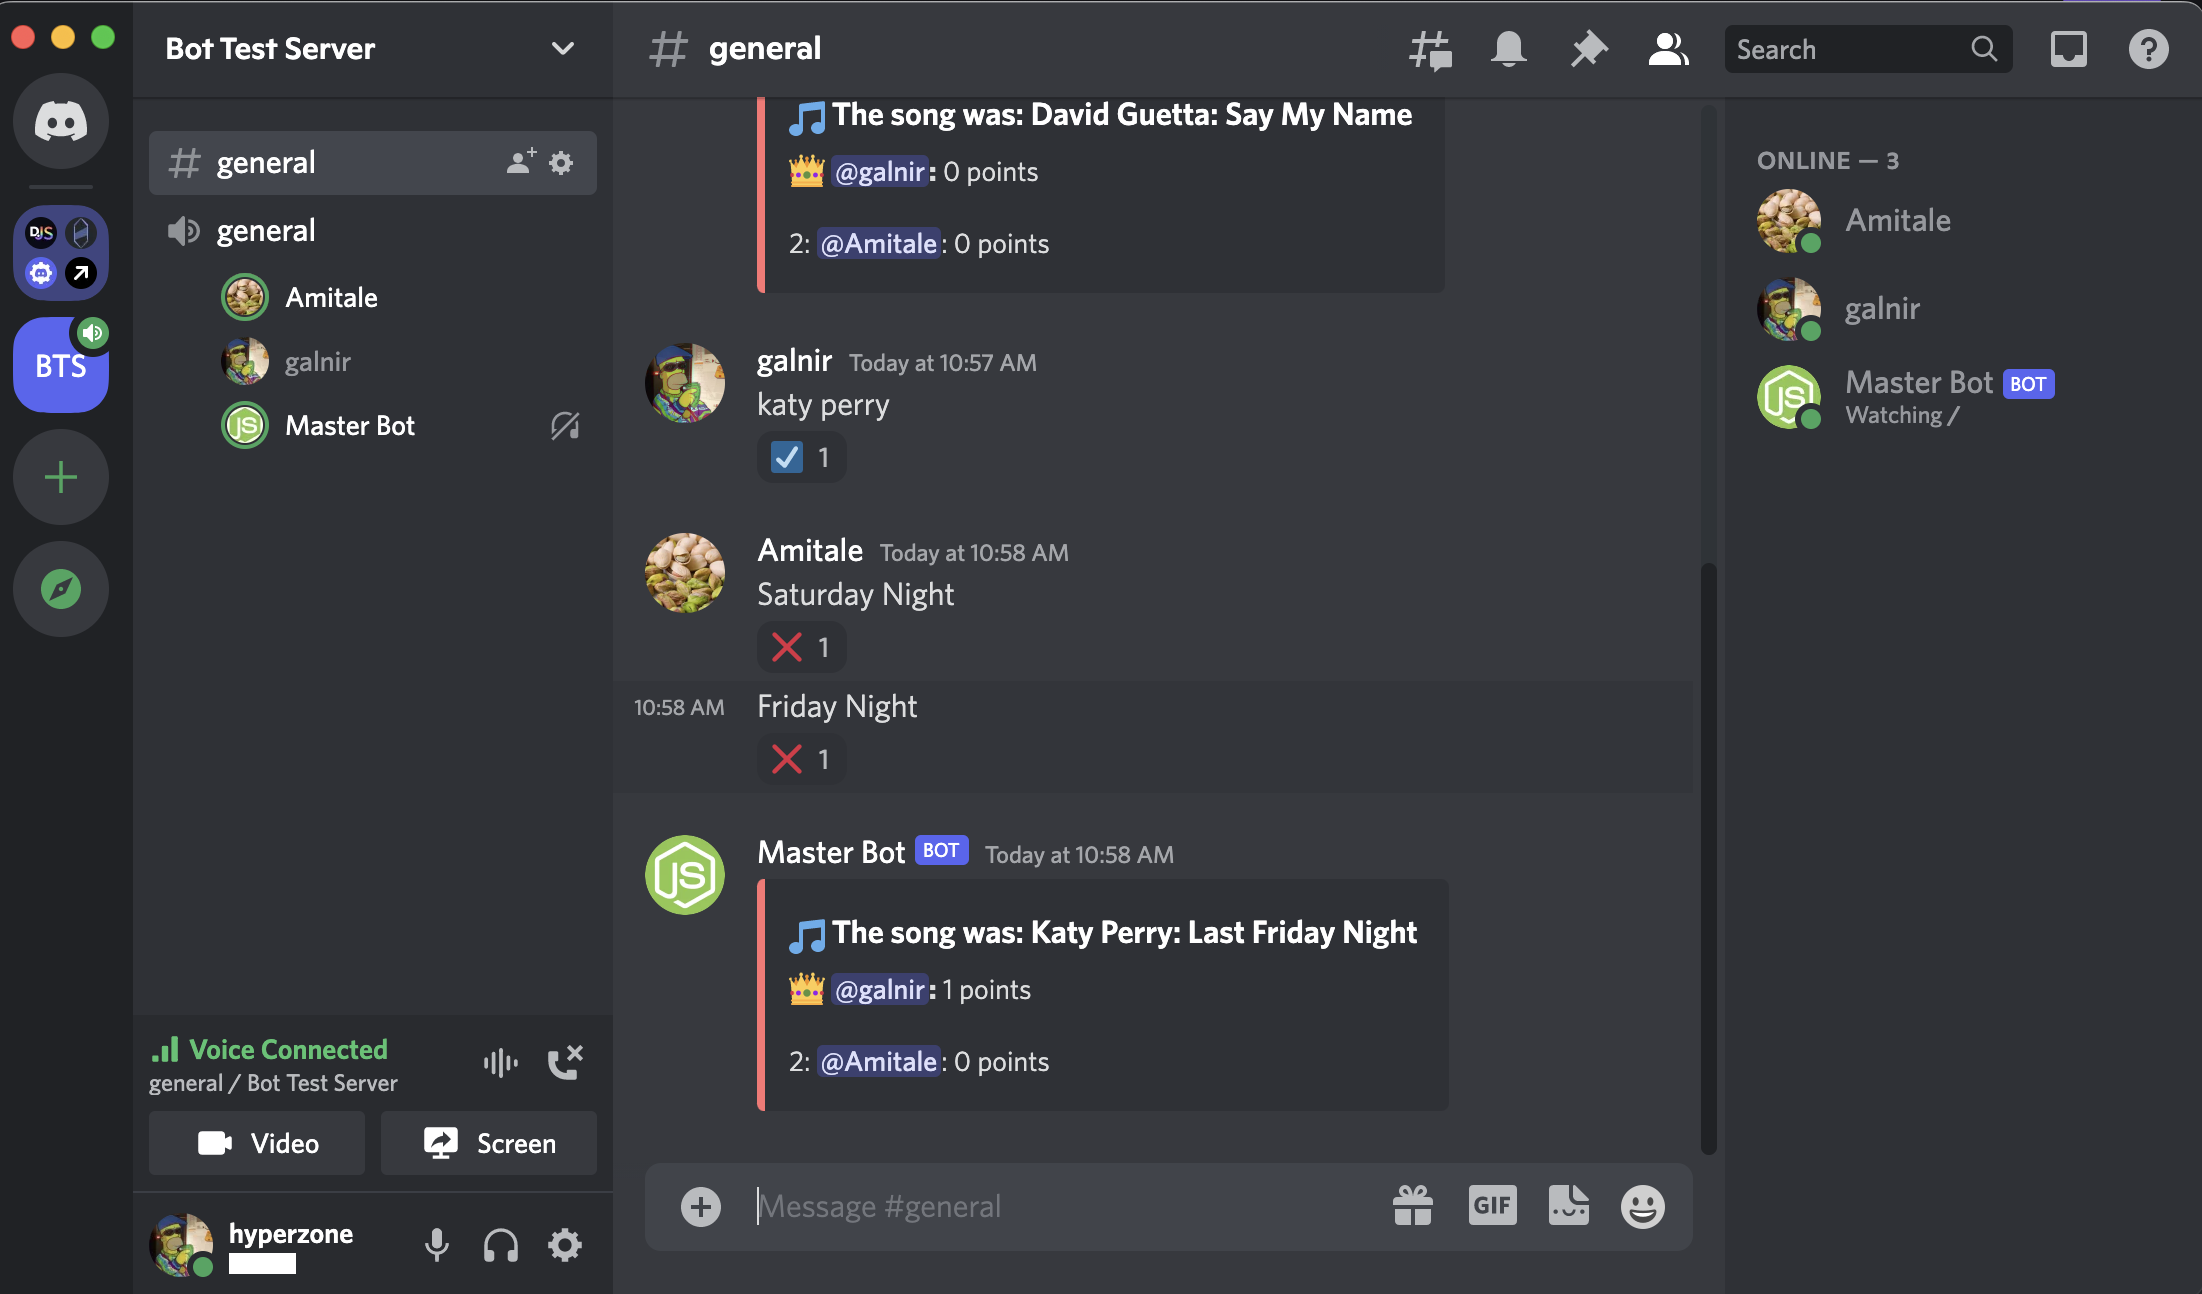 Bot Test Server
general
Search
DJS
BTS
general
general
Amitale
galnir
JS
Master Bot
The song was: David Guetta: Say My Name
@galnir: 0 points
2: @Amitale: 0 points
galnir Today at 10:57 AM
katy perry
1
Amitale Today at 10:58 AM
Saturday Night
1
10:58 AM Friday Night
1
JS
Master Bot BOT Today at 10:58 AM
The song was: Katy Perry: Last Friday Night
@galnir: 1 points
2: @Amitale: 0 points
Message #general
GIF
ONLINE — 3
Amitale
galnir
JS
Master Bot BOT
Watching /
Voice Connected
general / Bot Test Server
Video
Screen
hyperzone